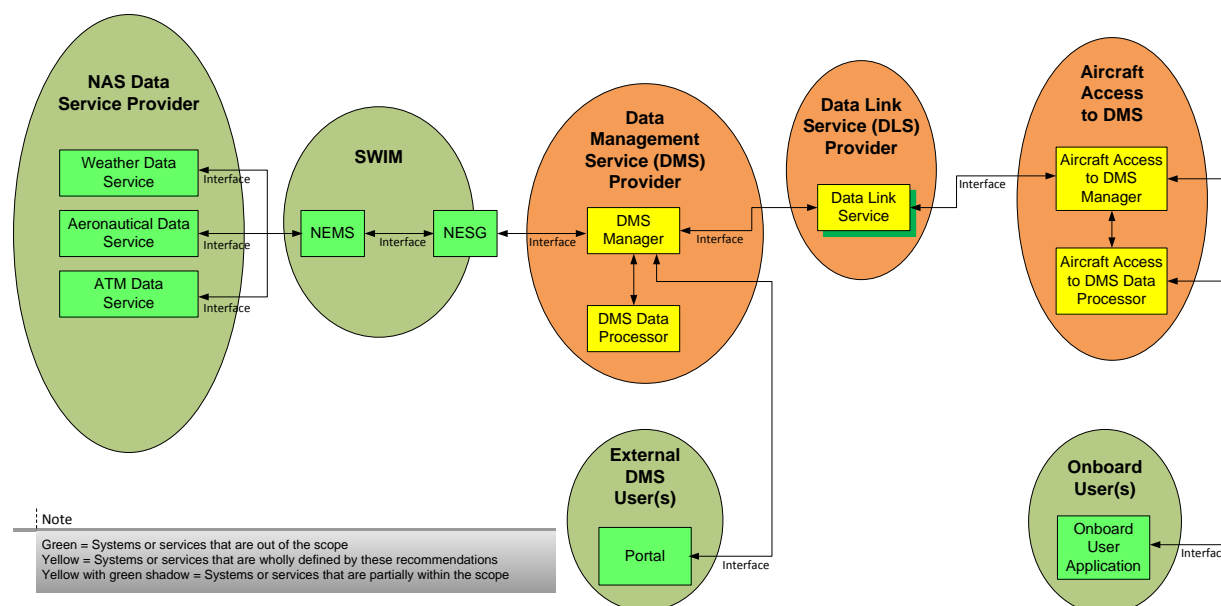 NAS Data
Service Provider
Weather Data
Service
Interface
Aeronautical Data
Service
Interface
ATM Data
Service
Interface
SWIM
NEMS
Interface
NESG
Interface
Data
Management
Service (DMS)
Provider
DMS
Manager
DMS Data
Processor
Interface
Data Link
Service (DLS)
Provider
Data Link
Service
Interface
Aircraft
Access
to DMS
Aircraft Access
to DMS
Manager
Aircraft Access
to DMS Data
Processor
External
DMS
User(s)
Portal
Interface
Onboard
User(s)
Onboard
User
Application
Interface
Note
Green = Systems or services that are out of the scope
Yellow = Systems or services that are wholly defined by these recommendations
Yellow with green shadow = Systems or services that are partially within the scope